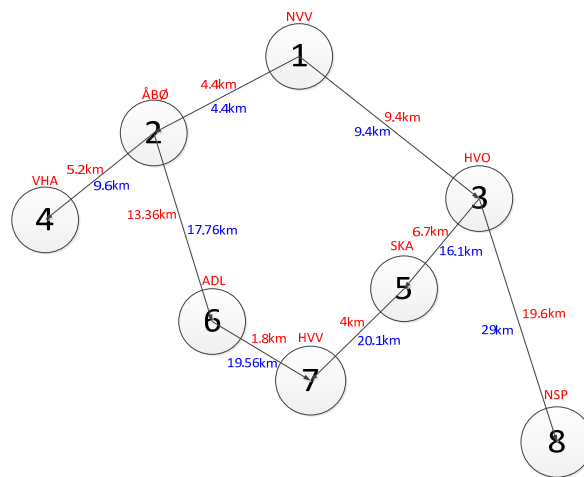 NVV
1
4.4km
4.4km
ÅBØ
2
9.4km
9.4km
HVO
3
5.2km
9.6km
VHA
4
13.36km
17.76km
6.7km
16.1km
SKA
5
ADL
6
1.8km
19.56km
HVV
7
4km
20.1km
19.6km
29km
NSP
8